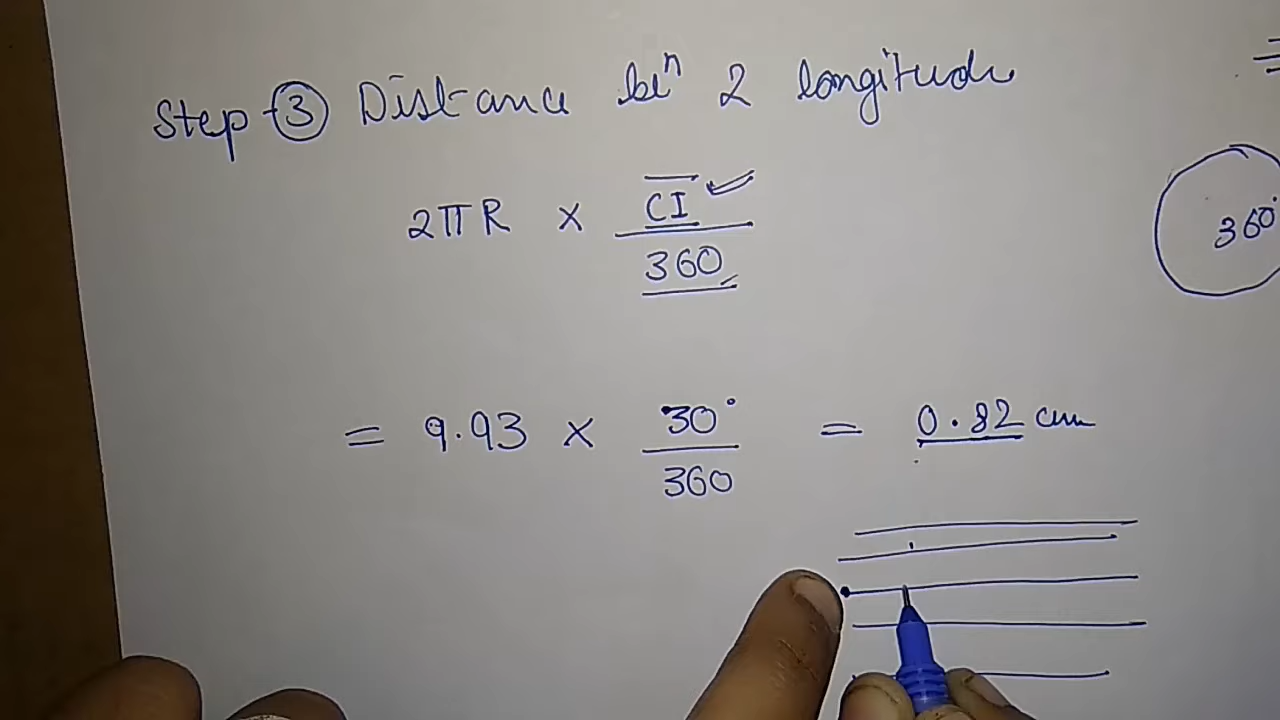 Step-③ Distance betn 2 longitude
2πR × CI
360
360°
= 9.93 × 30° = 0.82 cm
360